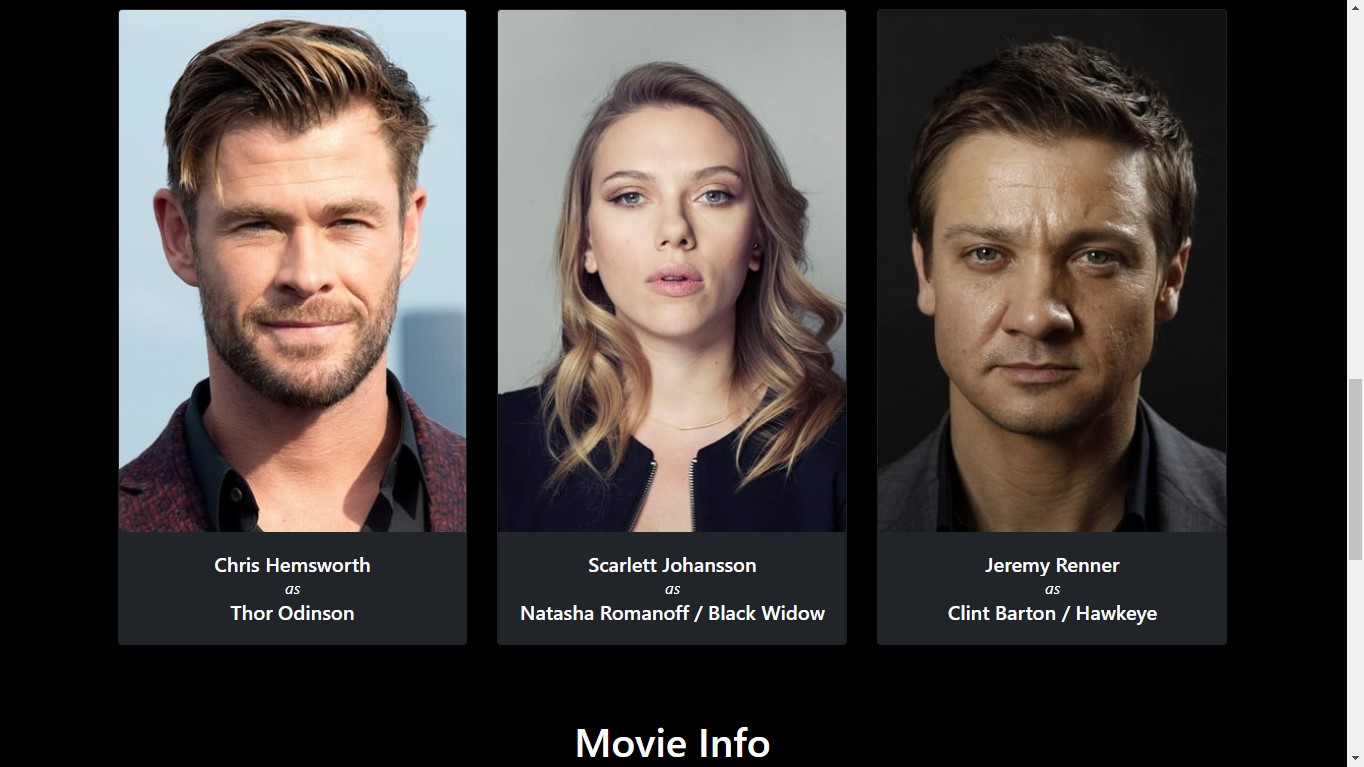 Chris Hemsworth
as
Thor Odinson
Scarlett Johansson
as
Natasha Romanoff / Black Widow
Jeremy Renner
as
Clint Barton / Hawkeye
Movie Info